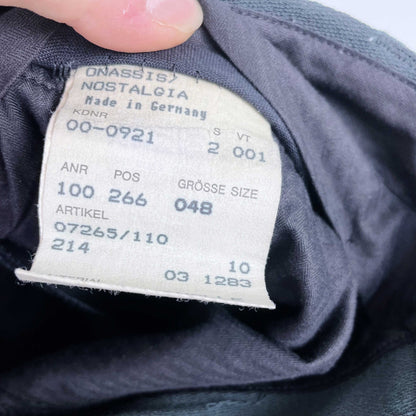 ONASSIS>
NOSTALGIA
Made in Germany
KDNR S VT
00-0921 2 001
ANR POS GRÖSSE SIZE
100 266 048
ARTIKEL
07265/110
214 10
03 1283